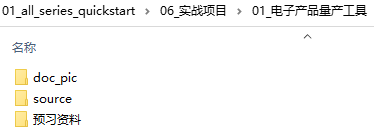 01_all_series_quickstart > 06_实战项目 > 01_电子产品量产工具
名称
doc_pic
source
预习资料